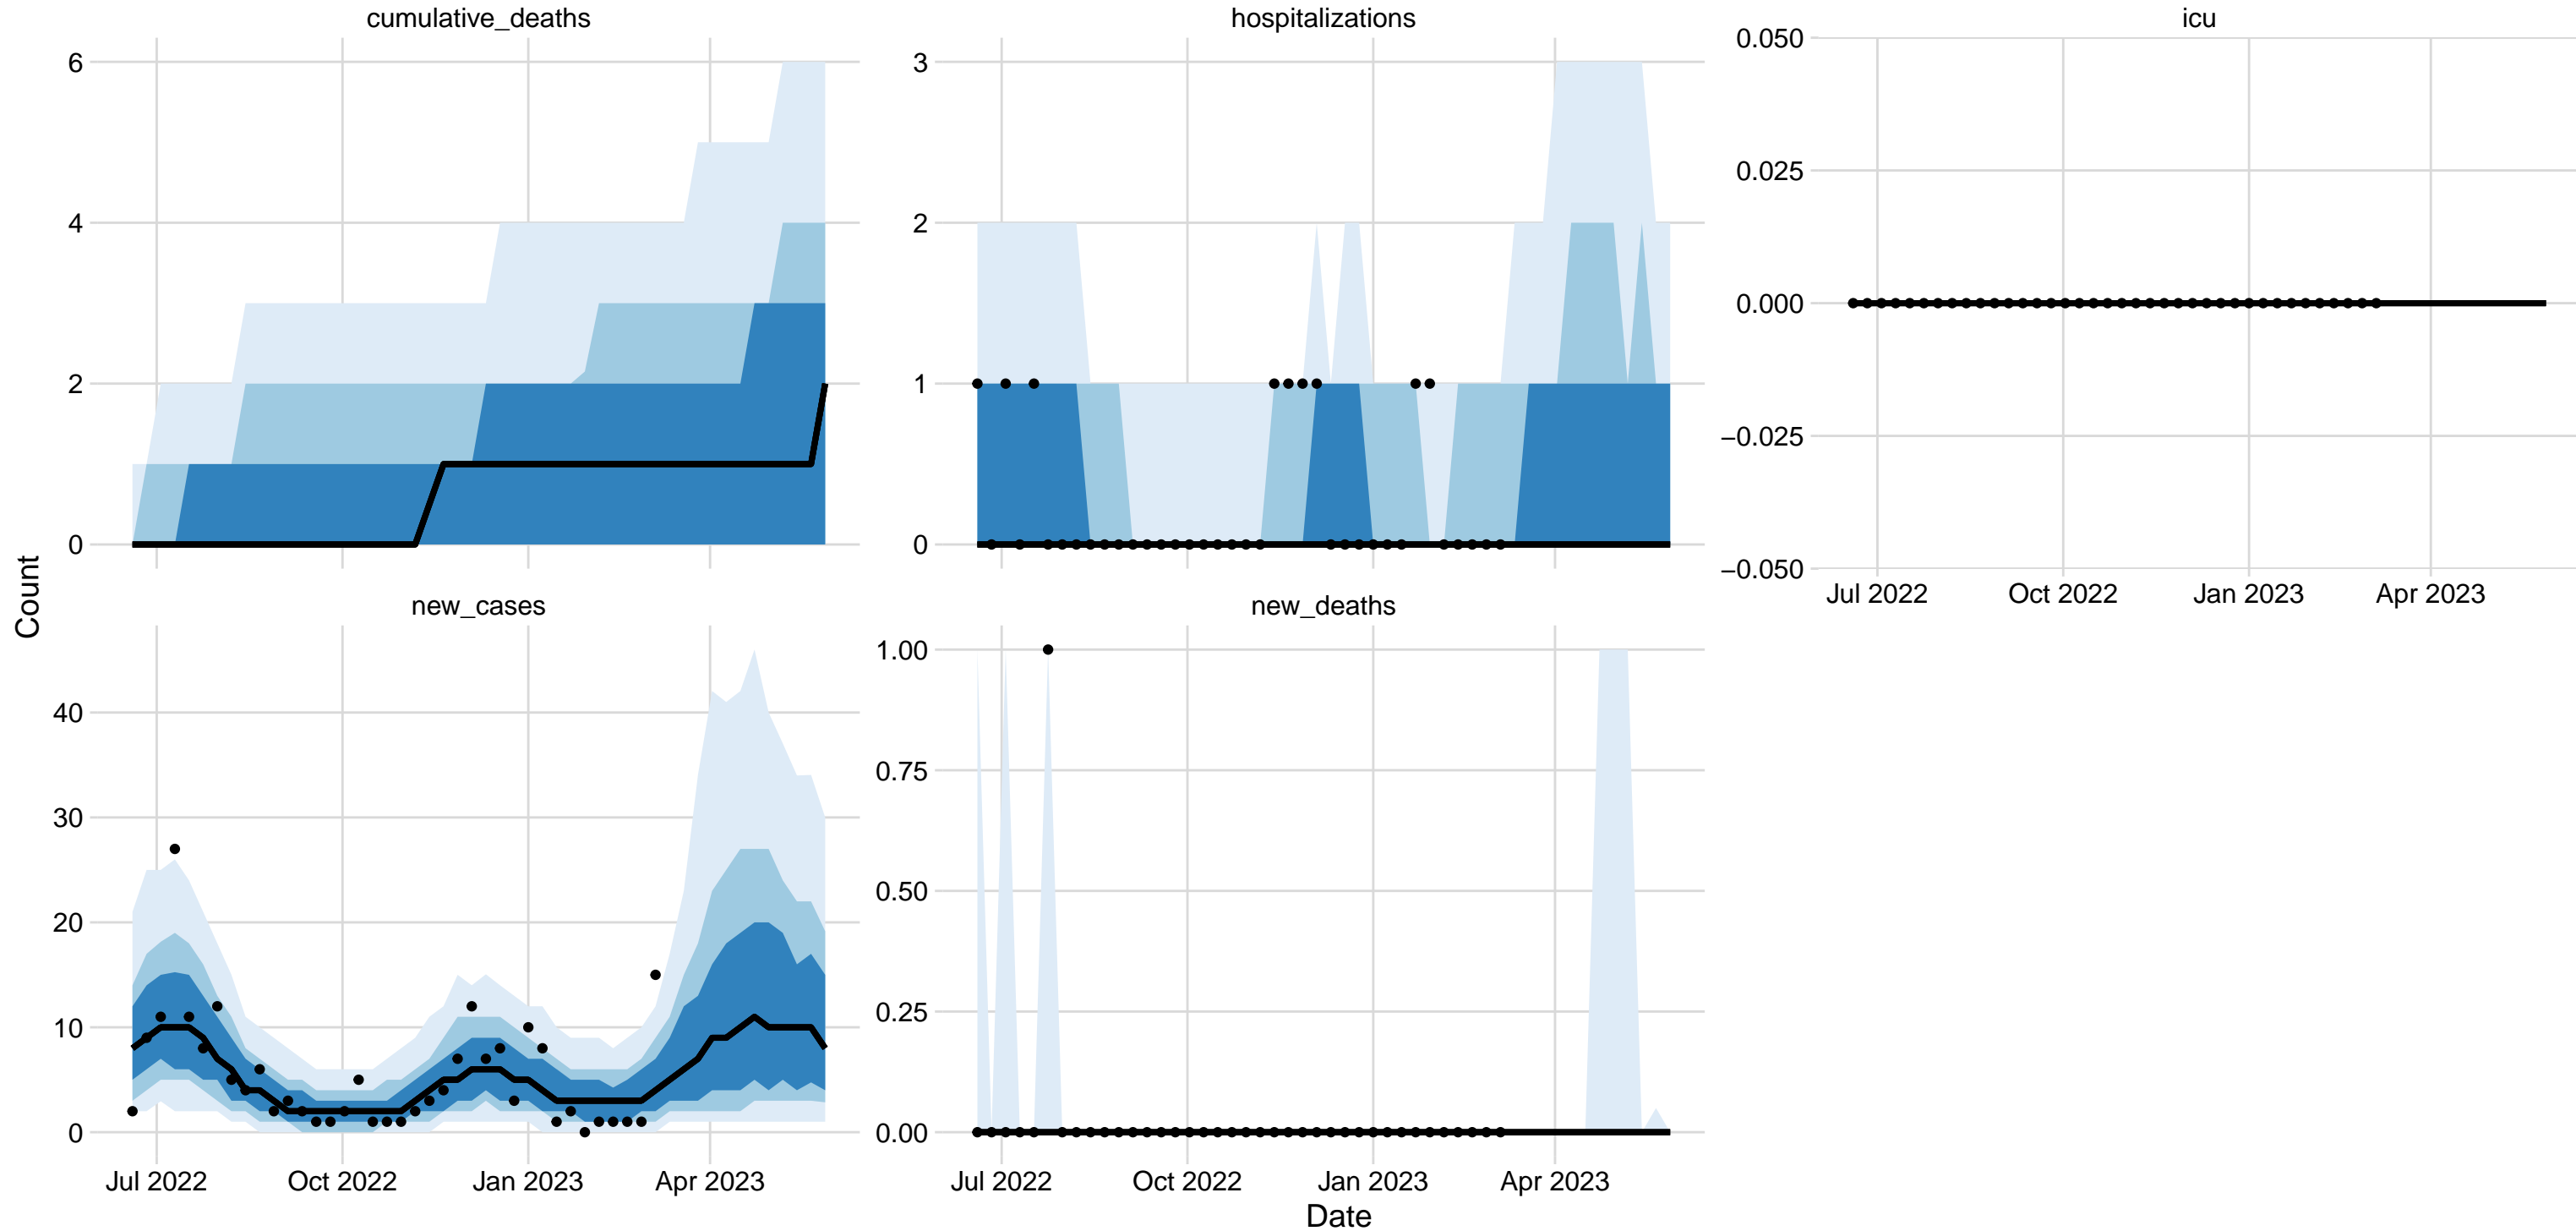 cumulative_deaths
hospitalizations
icu
6
4
2
0
3
2
1
0
0.050
0.025
0.000
−0.025
−0.050
Jul 2022 Oct 2022 Jan 2023 Apr 2023
Count
new_cases
new_deaths
40
30
20
10
0
1.00
0.75
0.50
0.25
0.00
Jul 2022 Oct 2022 Jan 2023 Apr 2023
Jul 2022 Oct 2022 Jan 2023 Apr 2023
Date